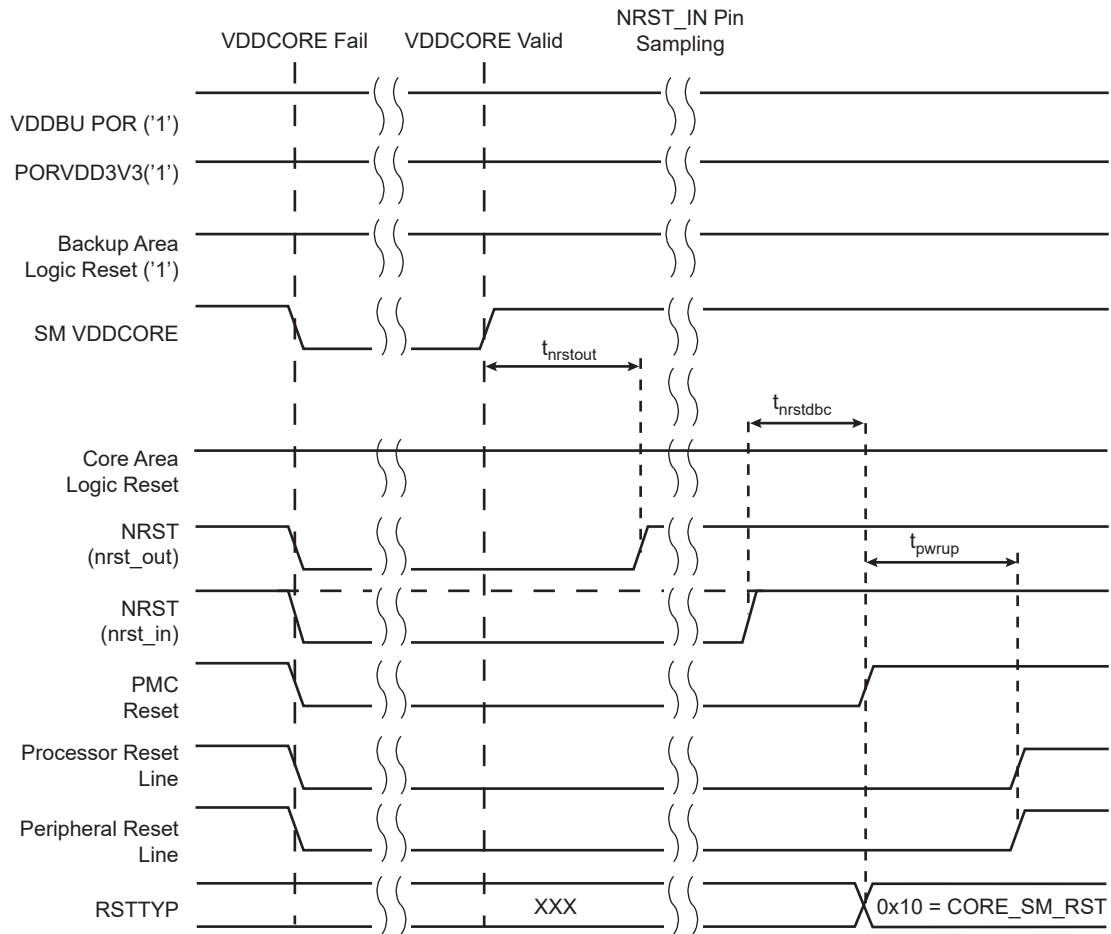 NRST_IN Pin
Sampling
VDDCORE Fail
VDDCORE Valid
VDDBU POR ('1')
PORVDD3V3('1')
Backup Area
Logic Reset ('1')
SM VDDCORE
tnrstout
tnrstdbc
Core Area
Logic Reset
NRST
(nrst_out)
tpwrup
NRST
(nrst_in)
PMC
Reset
Processor Reset
Line
Peripheral Reset
Line
RSTTYP
XXX
0x10 = CORE_SM_RST